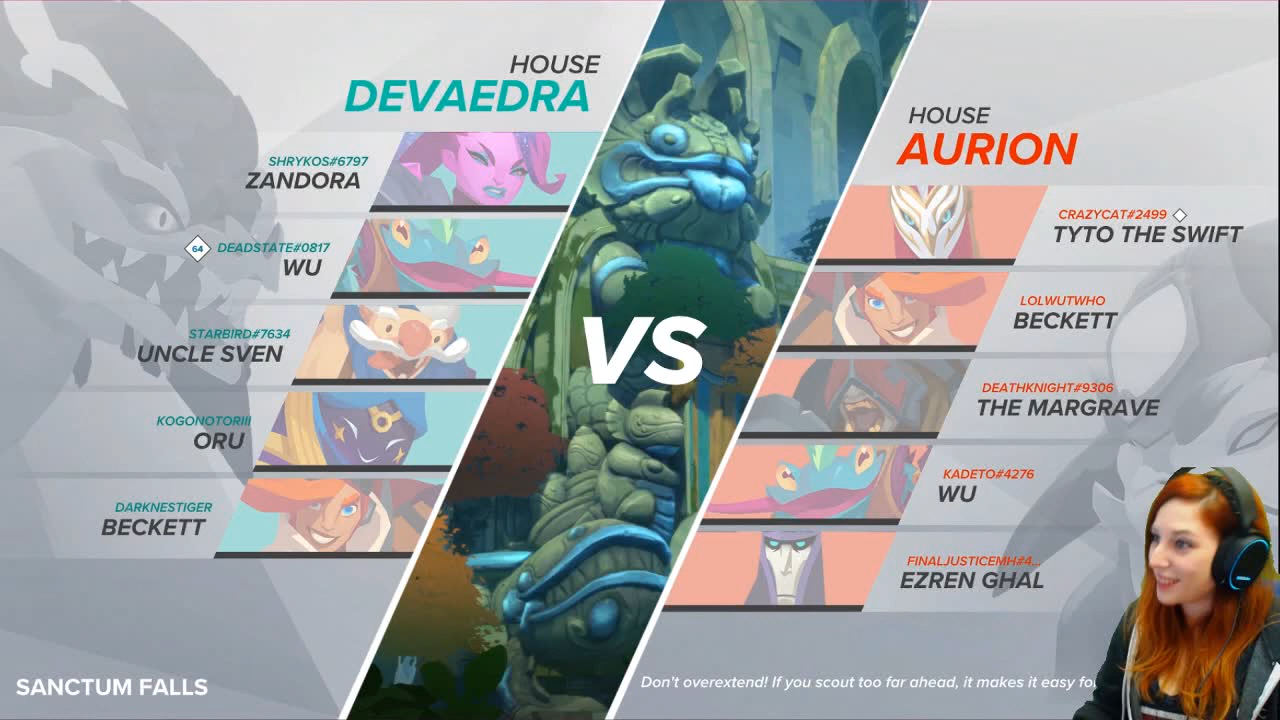 HOUSE
DEVAEDRA
SHRYKOS#6797
ZANDORA
64 DEADSTATE#0817
WU
STARBIRD#7634
UNCLE SVEN
KOGONOTORIII
ORU
DARKNESTIGER
BECKETT
SANCTUM FALLS
VS
HOUSE
AURION
CRAZYCAT#2499
TYTO THE SWIFT
LOLWUTWHO
BECKETT
DEATHKNIGHT#9306
THE MARGRAVE
KADETO#4276
WU
FINALJUSTICEMH#4...
EZREN GHAL
Don't overextend! If you scout too far ahead, it makes it easy